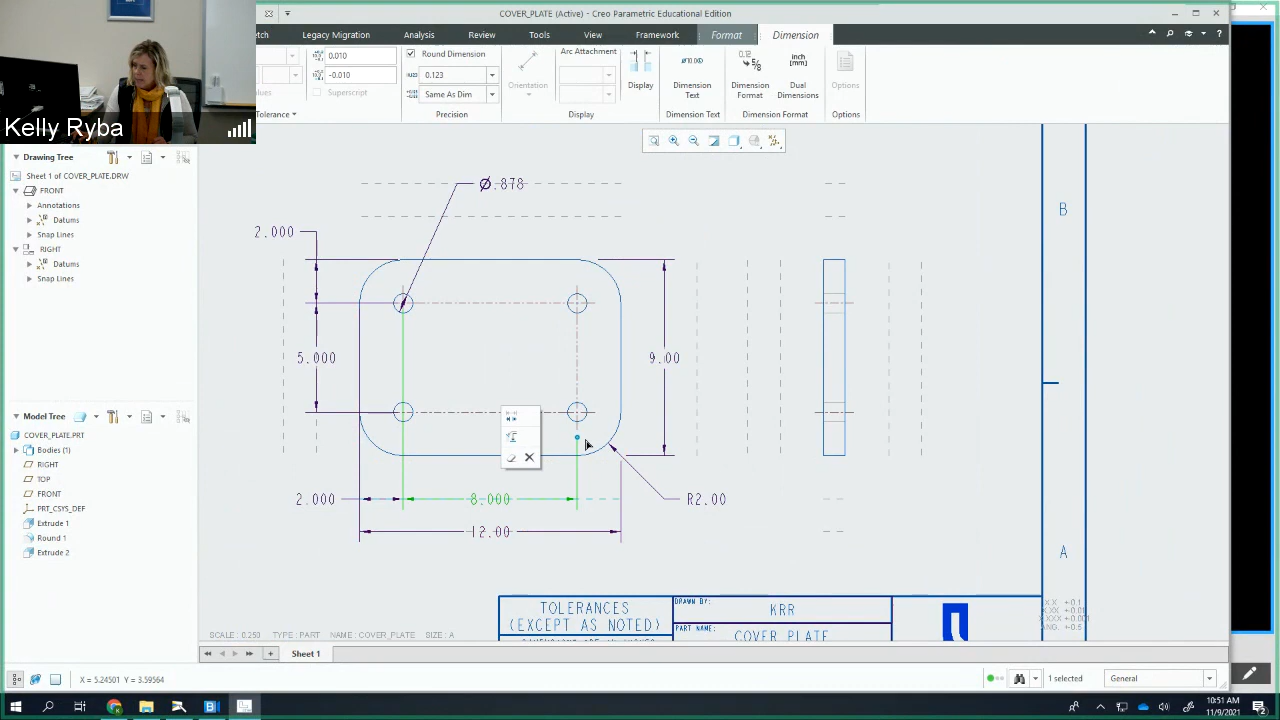 COVER_PLATE (Active) - Creo Parametric Educational Edition
Legacy Migration Analysis Review Tools View Framework Format Dimension
0.010
-0.010
Superscript
Round Dimension
0.123
Same As Dim
Precision
Orientation
Arc Attachment
Display
Display
Dimension Text
Dimension Text
Dimension Format
Dual Dimensions
Dimension Format
inch (mm)
Options
Options
Kelly Ryba
Drawing Tree
Sheet 1 of COVER_PLATE.DRW
FRONT
Annotations
Datums
Snap Lines
RIGHT
Datums
Snap Lines
Model Tree
COVER_PLATE.PRT
Bodies (1)
RIGHT
TOP
FRONT
PRT_CSYS_DEF
Extrude 1
Round 1
Extrude 2
Ø.878
2.000
5.000
9.00
2.000
8.000
12.00
R2.00
B
A
TOLERANCES
(EXCEPT AS NOTED)
DRAWN BY:
KRR
PART NAME:
COVER PLATE
SCALE : 0.250 TYPE : PART NAME : COVER_PLATE SIZE : A
Sheet 1
X = 5.24501 Y = 3.59564
1 selected
General
10:51 AM
11/9/2021